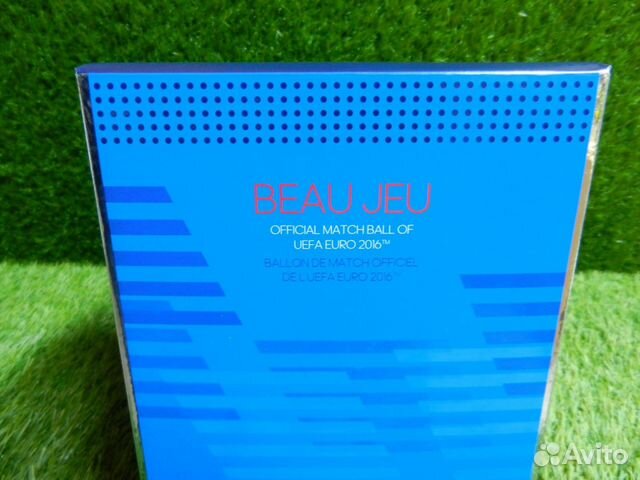 BEAU JEU
OFFICIAL MATCH BALL OF
UEFA EURO 2016™
BALLON DE MATCH OFFICIEL
DE L'UEFA EURO 2016™
Avito